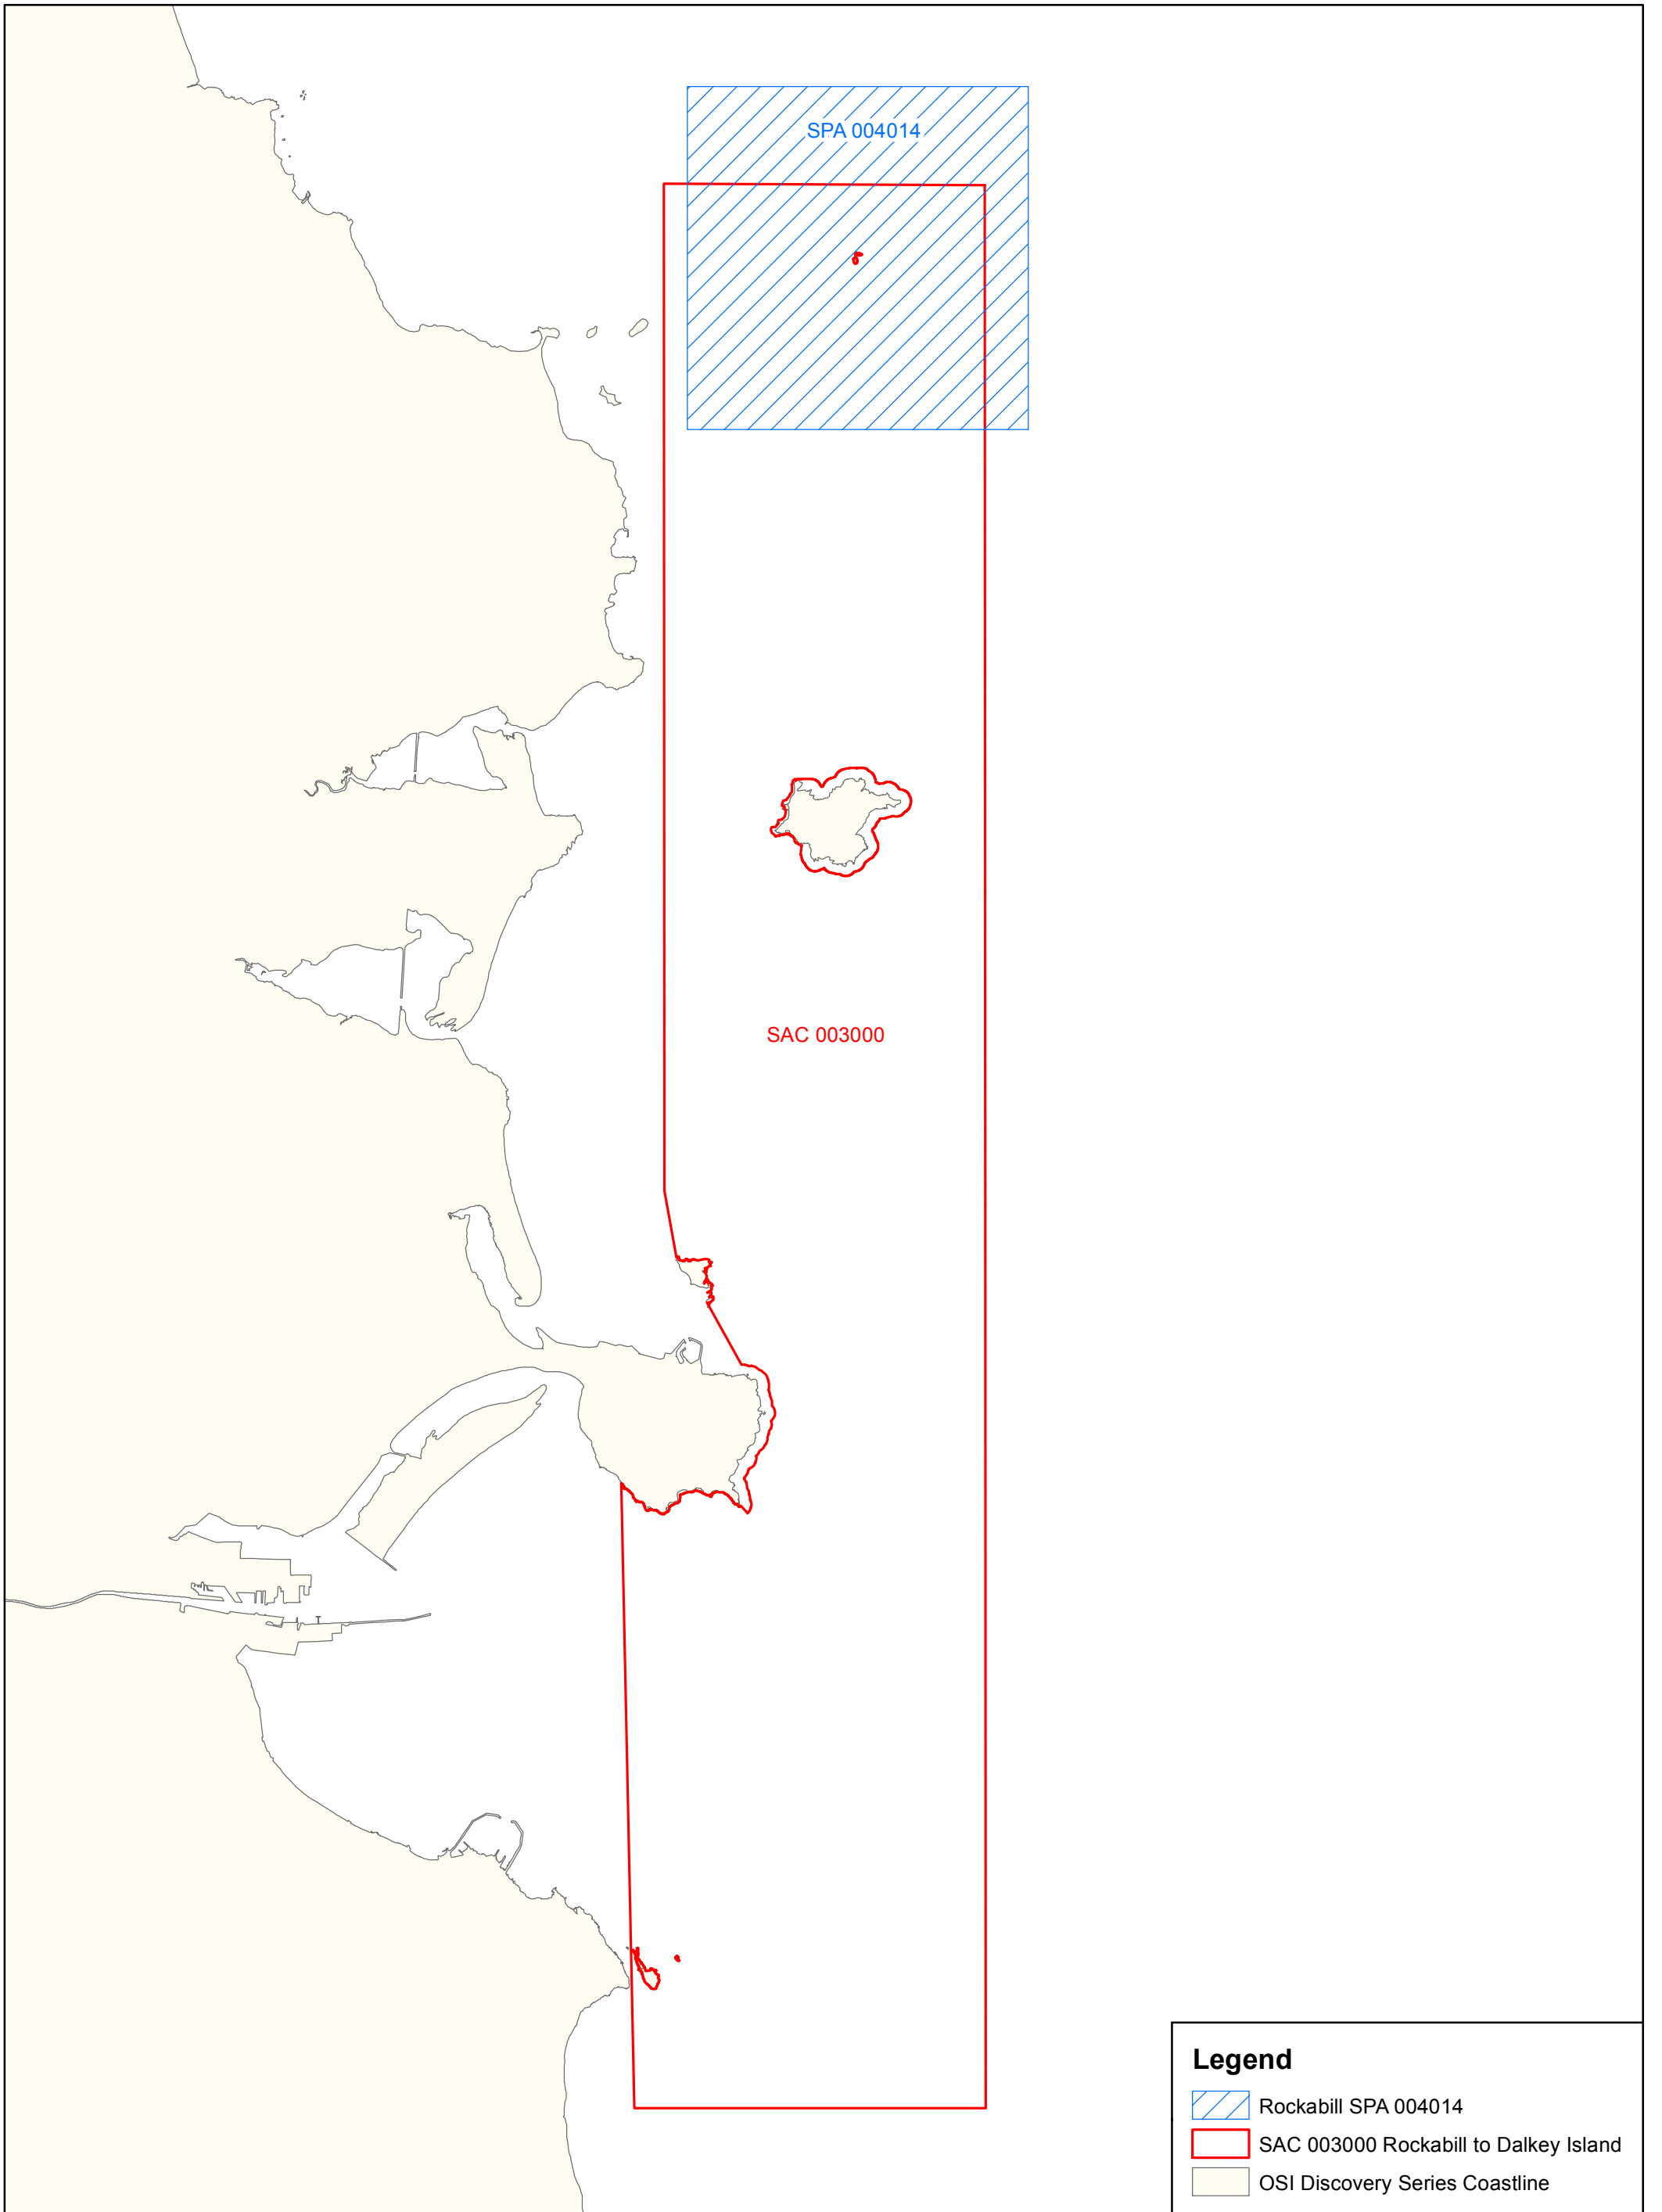 SPA 004014
SAC 003000
Legend
Rockabill SPA 004014
SAC 003000 Rockabill to Dalkey Island
OSI Discovery Series Coastline